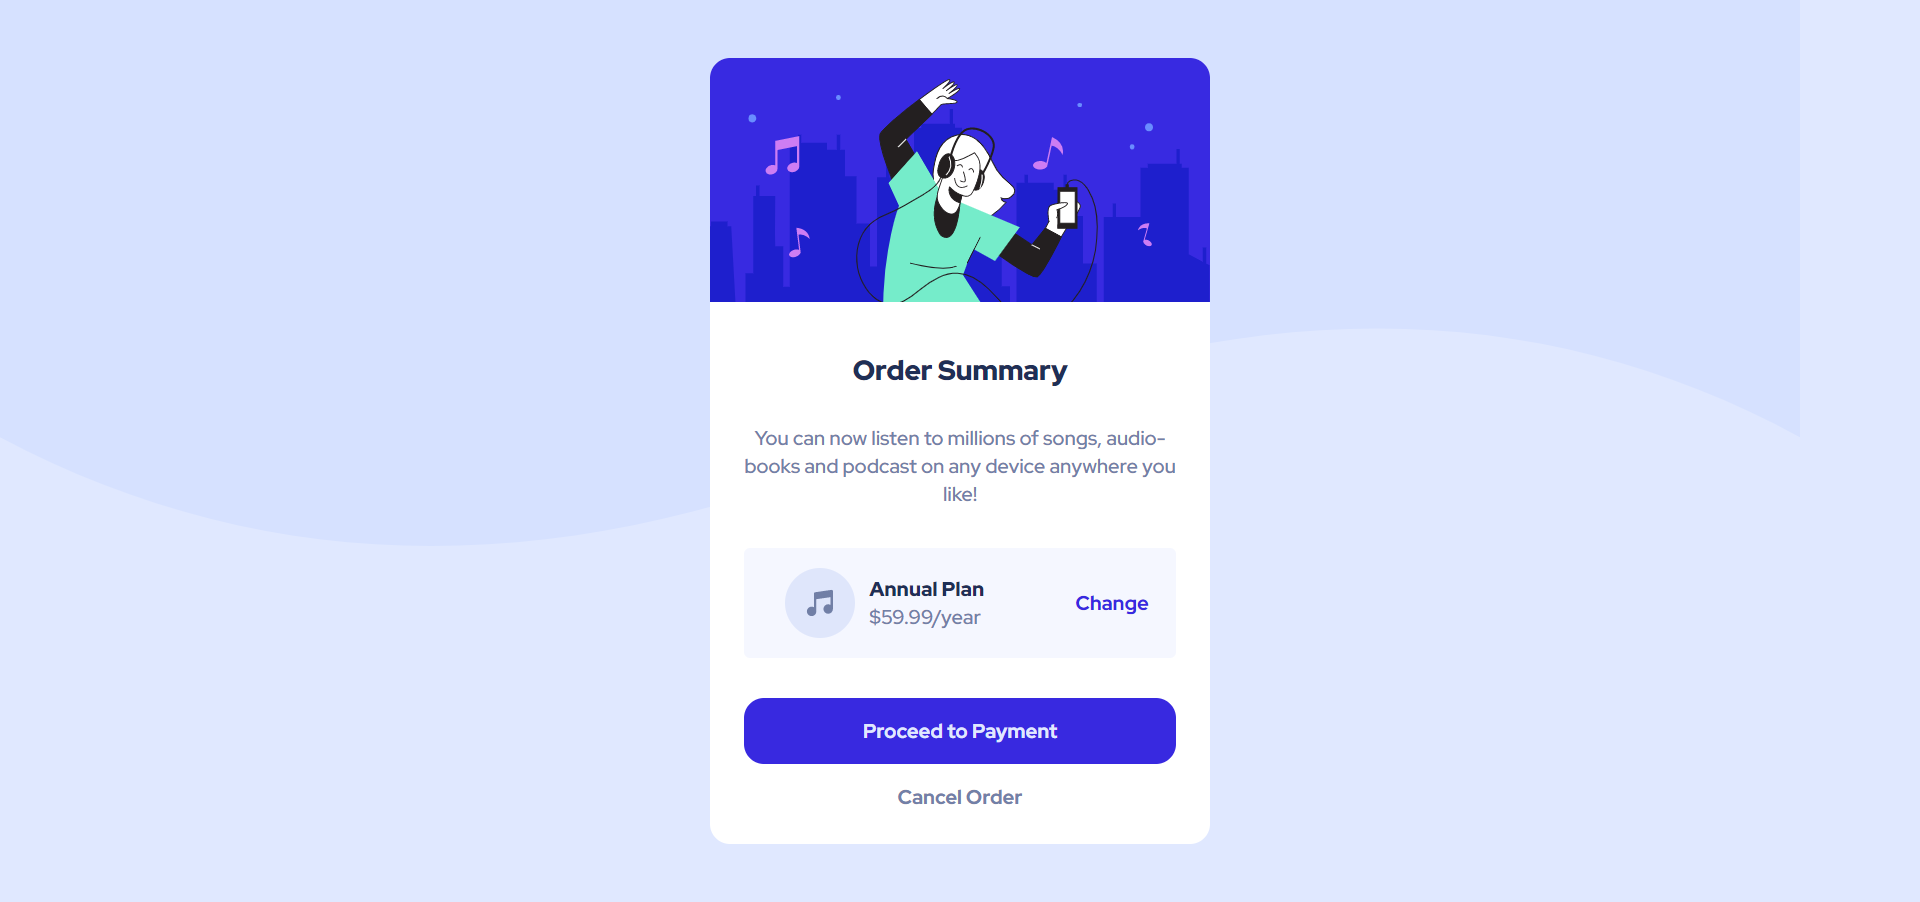 Order Summary
You can now listen to millions of songs, audio-
books and podcast on any device anywhere you
like!
Annual Plan
$59.99/year
Change
Proceed to Payment
Cancel Order